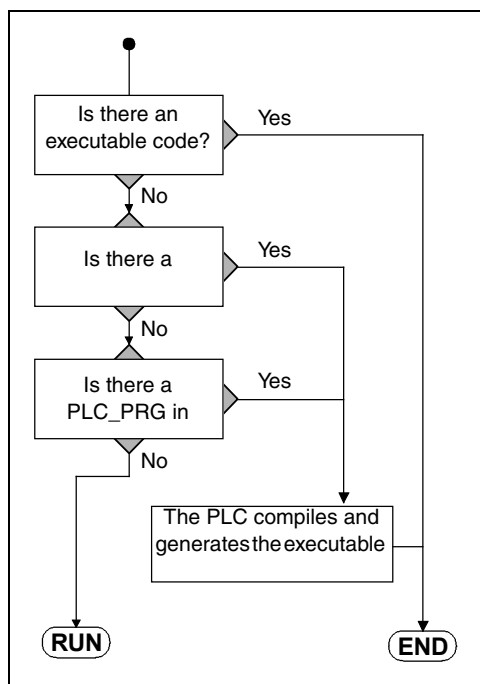 Is there an
executable code?
Yes
No
Is there a
Yes
No
Is there a
PLC_PRG in
Yes
No
The PLC compiles and
generates the executable
RUN
END